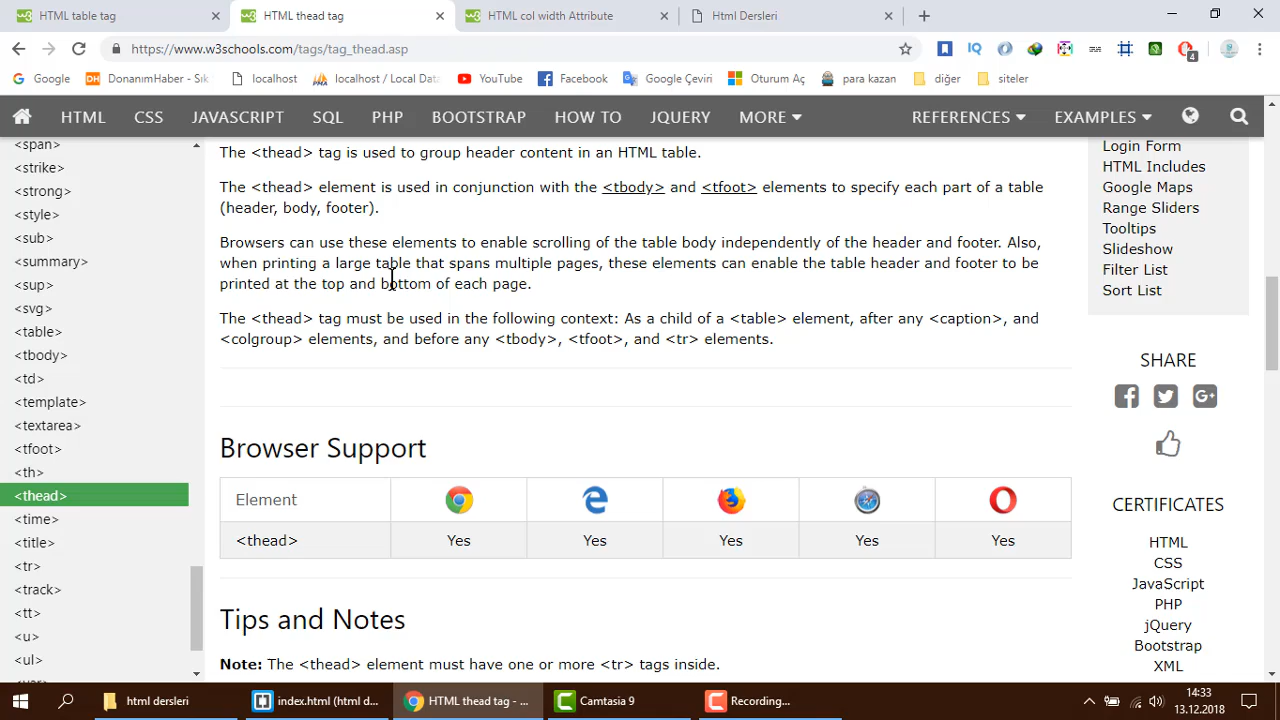 HTML table tag
HTML thead tag
HTML col width Attribute
Html Dersleri
https://www.w3schools.com/tags/tag_thead.asp
4
Google
DH DonanımHaber - Sık
localhost
localhost / Local Dat
YouTube
Facebook
Google Çeviri
Oturum Aç
para kazan
diğer
siteler
HTML CSS JAVASCRIPT SQL PHP BOOTSTRAP HOW TO JQUERY MORE REFERENCES EXAMPLES
<span>
<strike>
<strong>
<style>
<sub>
<summary>
<sup>
<svg>
<table>
<tbody>
<td>
<template>
<textarea>
<tfoot>
<th>
<thead>
<time>
<title>
<tr>
<track>
<tt>
<u>
<ul>
The <thead> tag is used to group header content in an HTML table.
The <thead> element is used in conjunction with the <tbody> and <tfoot> elements to specify each part of a table
(header, body, footer).
Browsers can use these elements to enable scrolling of the table body independently of the header and footer. Also,
when printing a large table that spans multiple pages, these elements can enable the table header and footer to be
printed at the top and bottom of each page.
The <thead> tag must be used in the following context: As a child of a <table> element, after any <caption>, and
<colgroup> elements, and before any <tbody>, <tfoot>, and <tr> elements.
Browser Support
Element
<thead> Yes Yes Yes Yes Yes
Tips and Notes
Note: The <thead> element must have one or more <tr> tags inside.
Login Form
HTML Includes
Google Maps
Range Sliders
Tooltips
Slideshow
Filter List
Sort List
SHARE
CERTIFICATES
HTML
CSS
JavaScript
PHP
jQuery
Bootstrap
XML
html dersleri
index.html (html d...
HTML thead tag - ...
Camtasia 9
Recording...
14:33
13.12.2018